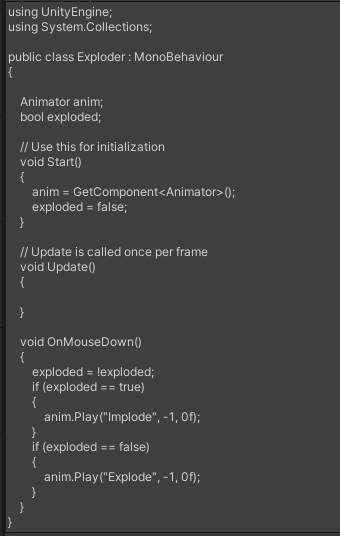 using UnityEngine;
using System.Collections;

public class Exploder : MonoBehaviour
{

    Animator anim;
    bool exploded;

    // Use this for initialization
    void Start()
    {
        anim = GetComponent<Animator>();
        exploded = false;
    }

    // Update is called once per frame
    void Update()
    {

    }

    void OnMouseDown()
    {
        exploded = !exploded;
        if (exploded == true)
        {
            anim.Play("Implode", -1, 0f);
        }
        if (exploded == false)
        {
            anim.Play("Explode", -1, 0f);
        }
    }
}